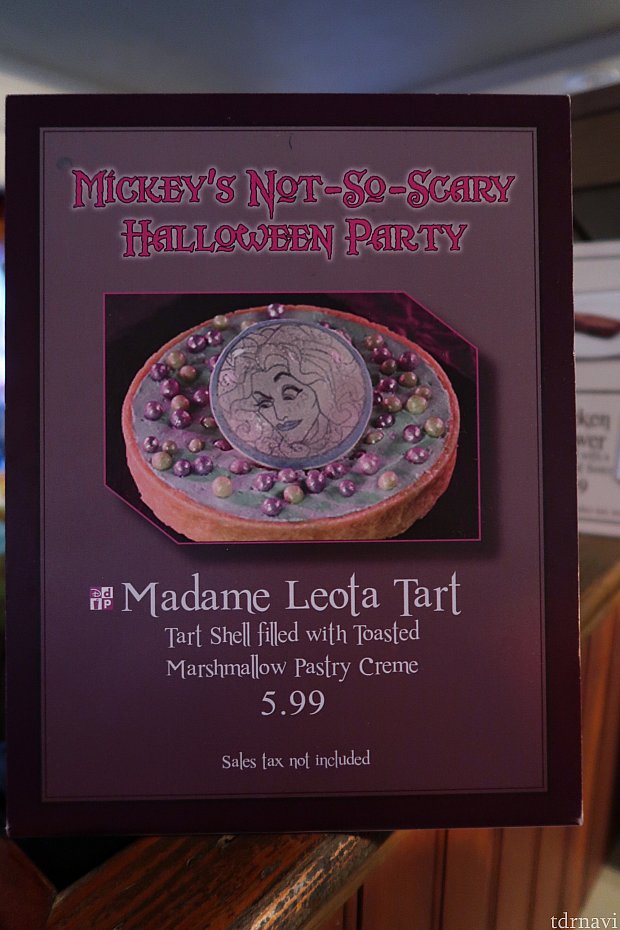 Mickey's Not-So-Scary
Halloween Party
Madame Leota Tart
Tart Shell filled with Toasted
Marshmallow Pastry Creme
5.99
Sales tax not included
tdrnavi